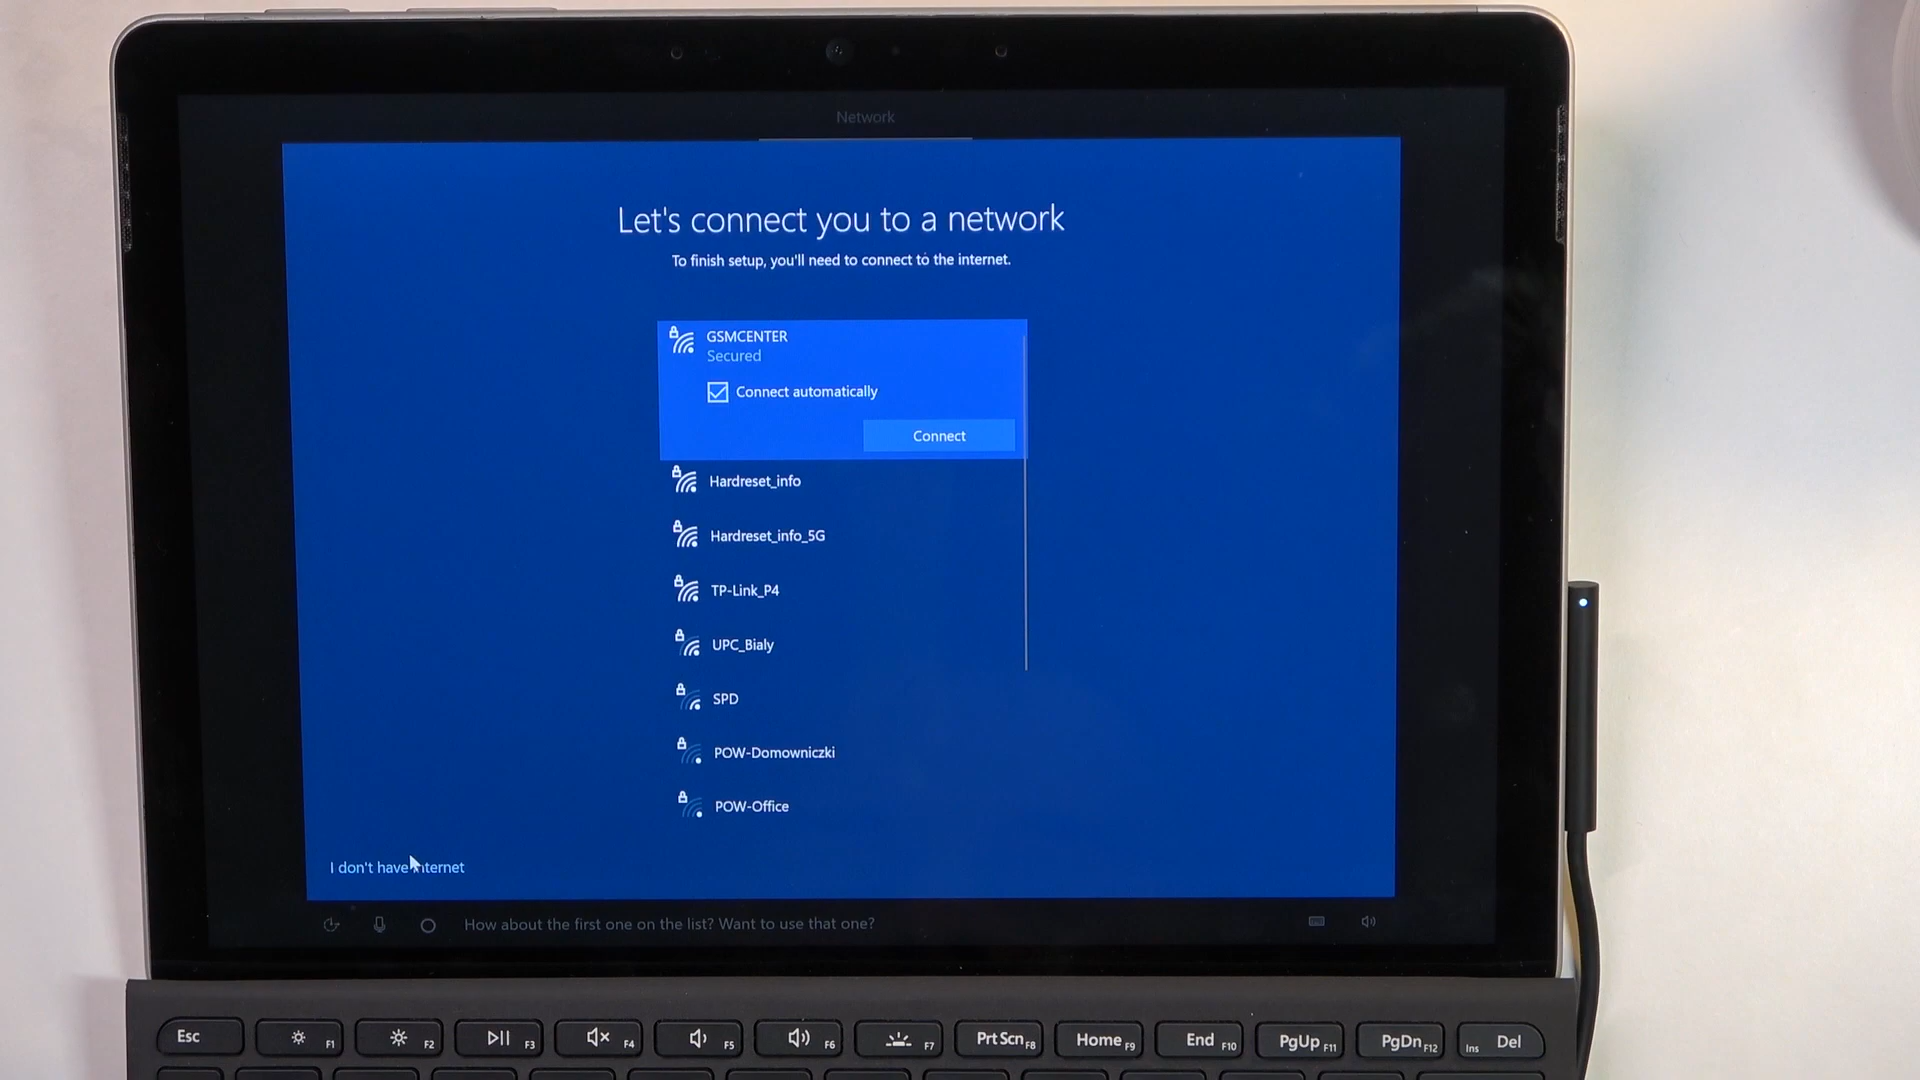 Network
Let's connect you to a network
To finish setup, you'll need to connect to the internet.
GSMCENTER
Secured
Connect automatically
Connect
Hardreset_info
Hardreset_info_5G
TP-Link_P4
UPC_Bialy
SPD
POW-Domowniczki
POW-Office
I don't have internet
How about the first one on the list? Want to use that one?
Esc F1 F2 F3 F4 F5 F6 F7 PrtScn F8 Home F9 End F10 PgUp F11 PgDn F12 Ins Del